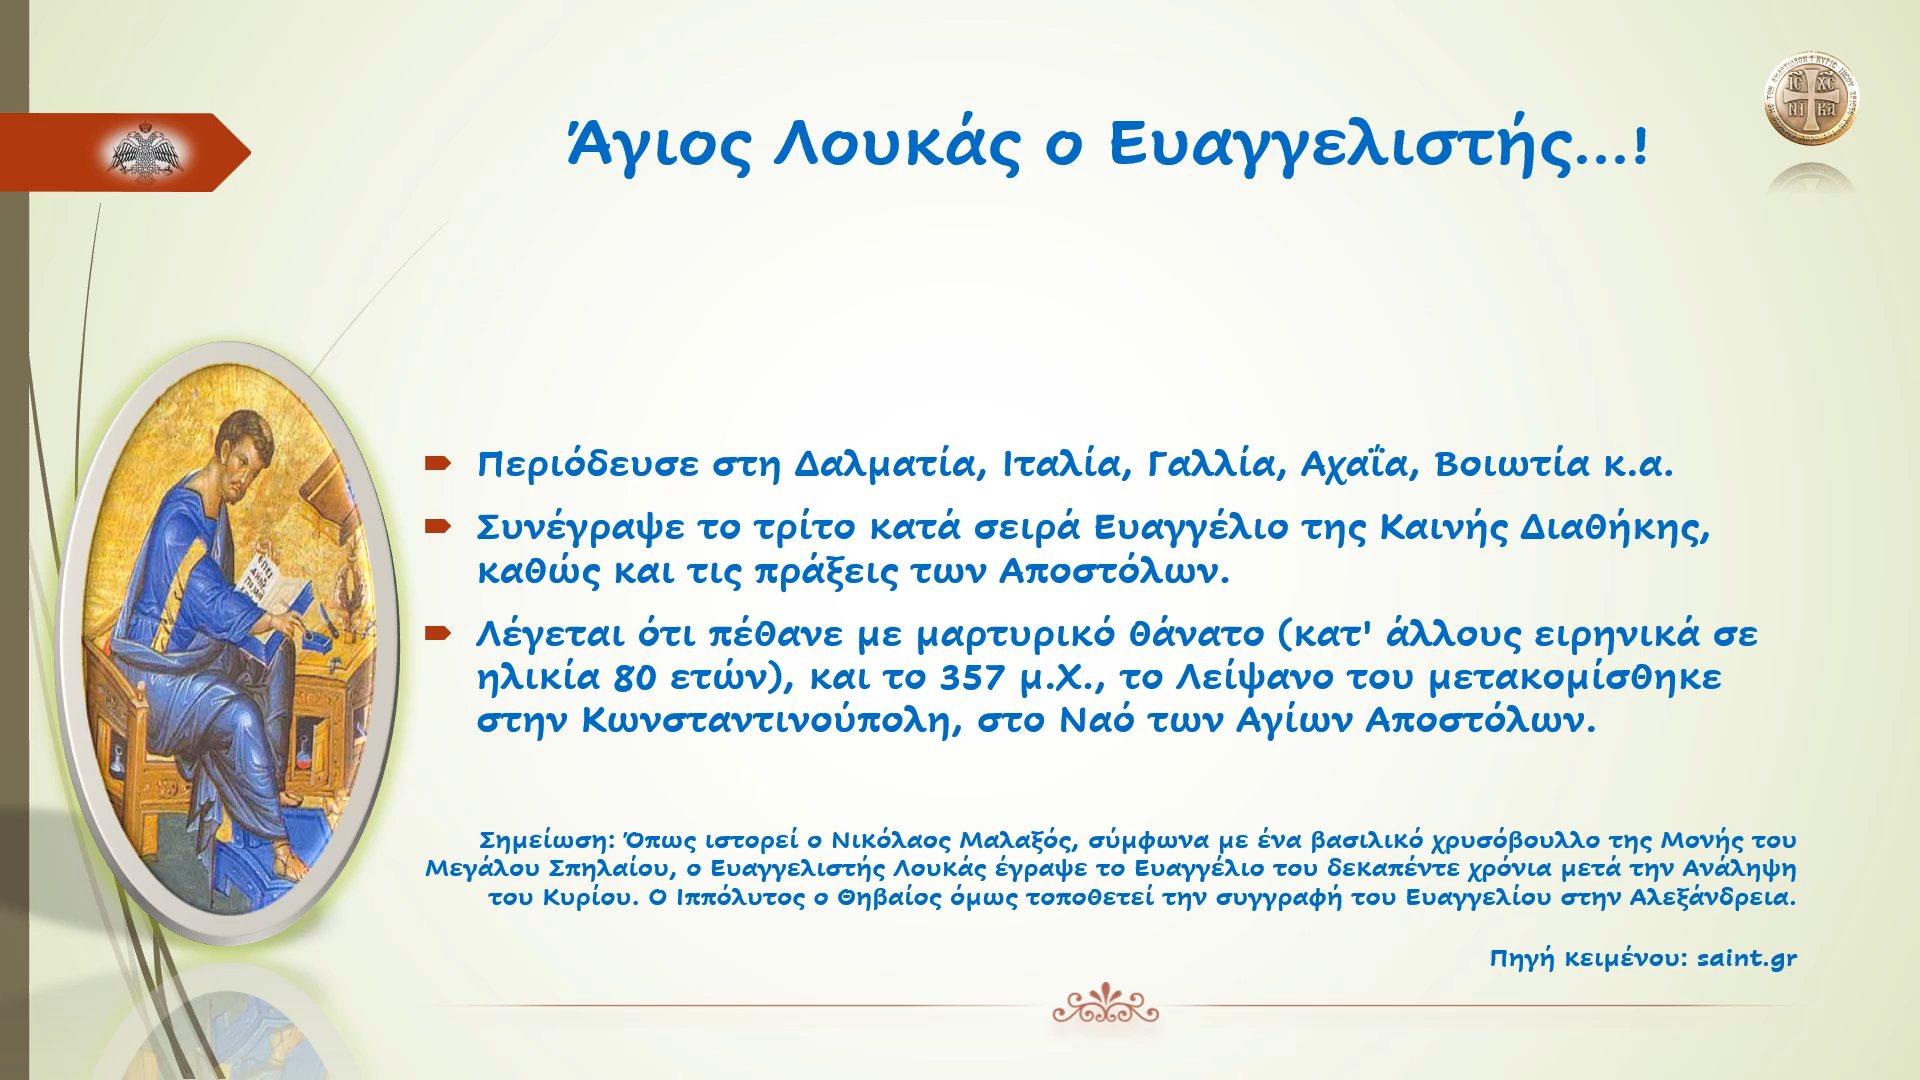 Άγιος Λουκάς ο Ευαγγελιστής...!
IC XC
NI KA
Περιόδευσε στη Δαλματία, Ιταλία, Γαλλία, Αχαΐα, Βοιωτία κ.α.
Συνέγραψε το τρίτο κατά σειρά Ευαγγέλιο της Καινής Διαθήκης,
καθώς και τις πράξεις των Αποστόλων.
Λέγεται ότι πέθανε με μαρτυρικό θάνατο (κατ' άλλους ειρηνικά σε
ηλικία 80 ετών), και το 357 μ.Χ., το Λείψανο του μετακομίσθηκε
στην Κωνσταντινούπολη, στο Ναό των Αγίων Αποστόλων.
Σημείωση: Όπως ιστορεί ο Νικόλαος Μαλαξός, σύμφωνα με ένα βασιλικό χρυσόβουλλο της Μονής του
Μεγάλου Σπηλαίου, ο Ευαγγελιστής Λουκάς έγραψε το Ευαγγέλιο του δεκαπέντε χρόνια μετά την Ανάληψη
του Κυρίου. Ο Ιππόλυτος ο Θηβαίος όμως τοποθετεί την συγγραφή του Ευαγγελίου στην Αλεξάνδρεια.
Πηγή κειμένου: saint.gr